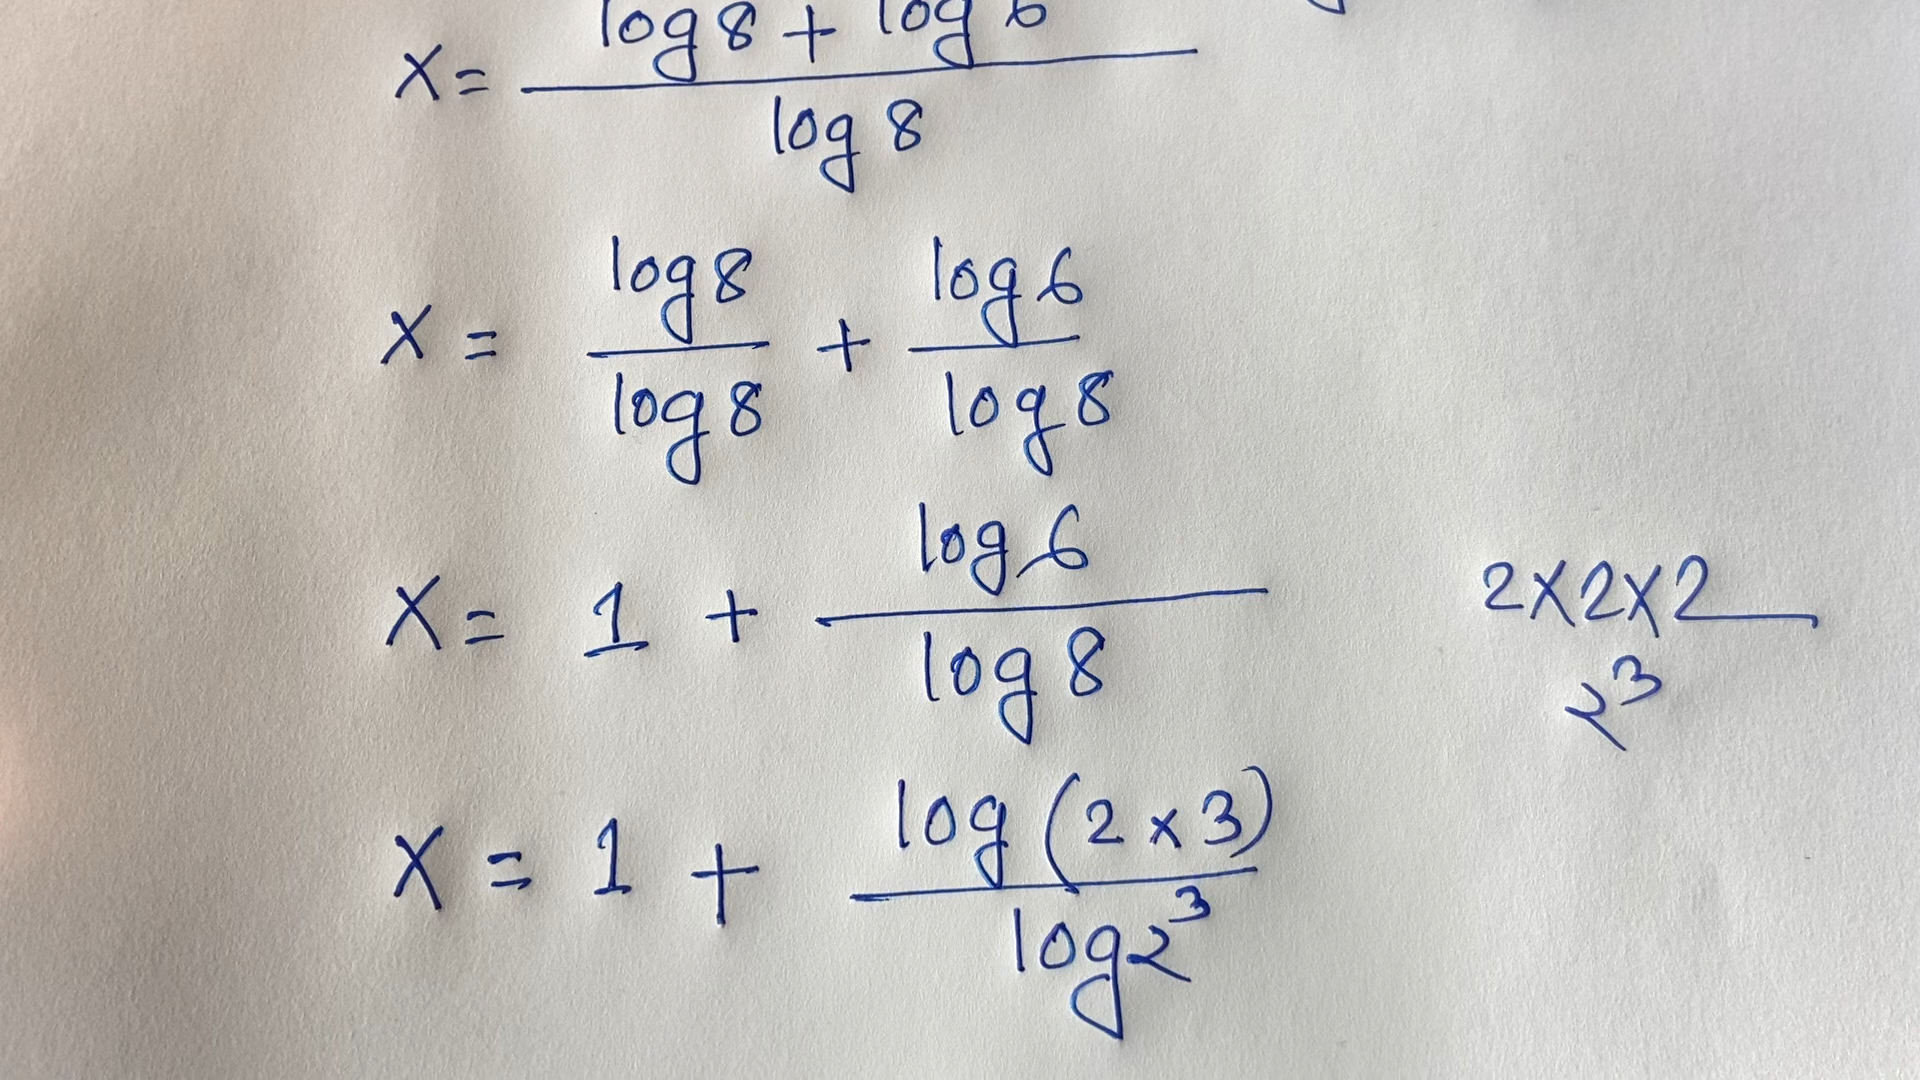 x = (log 8 + log 6) / log 8
x = log 8 / log 8 + log 6 / log 8
x = 1 + log 6 / log 8
2×2×2
2³
x = 1 + log (2 × 3) / log 2³